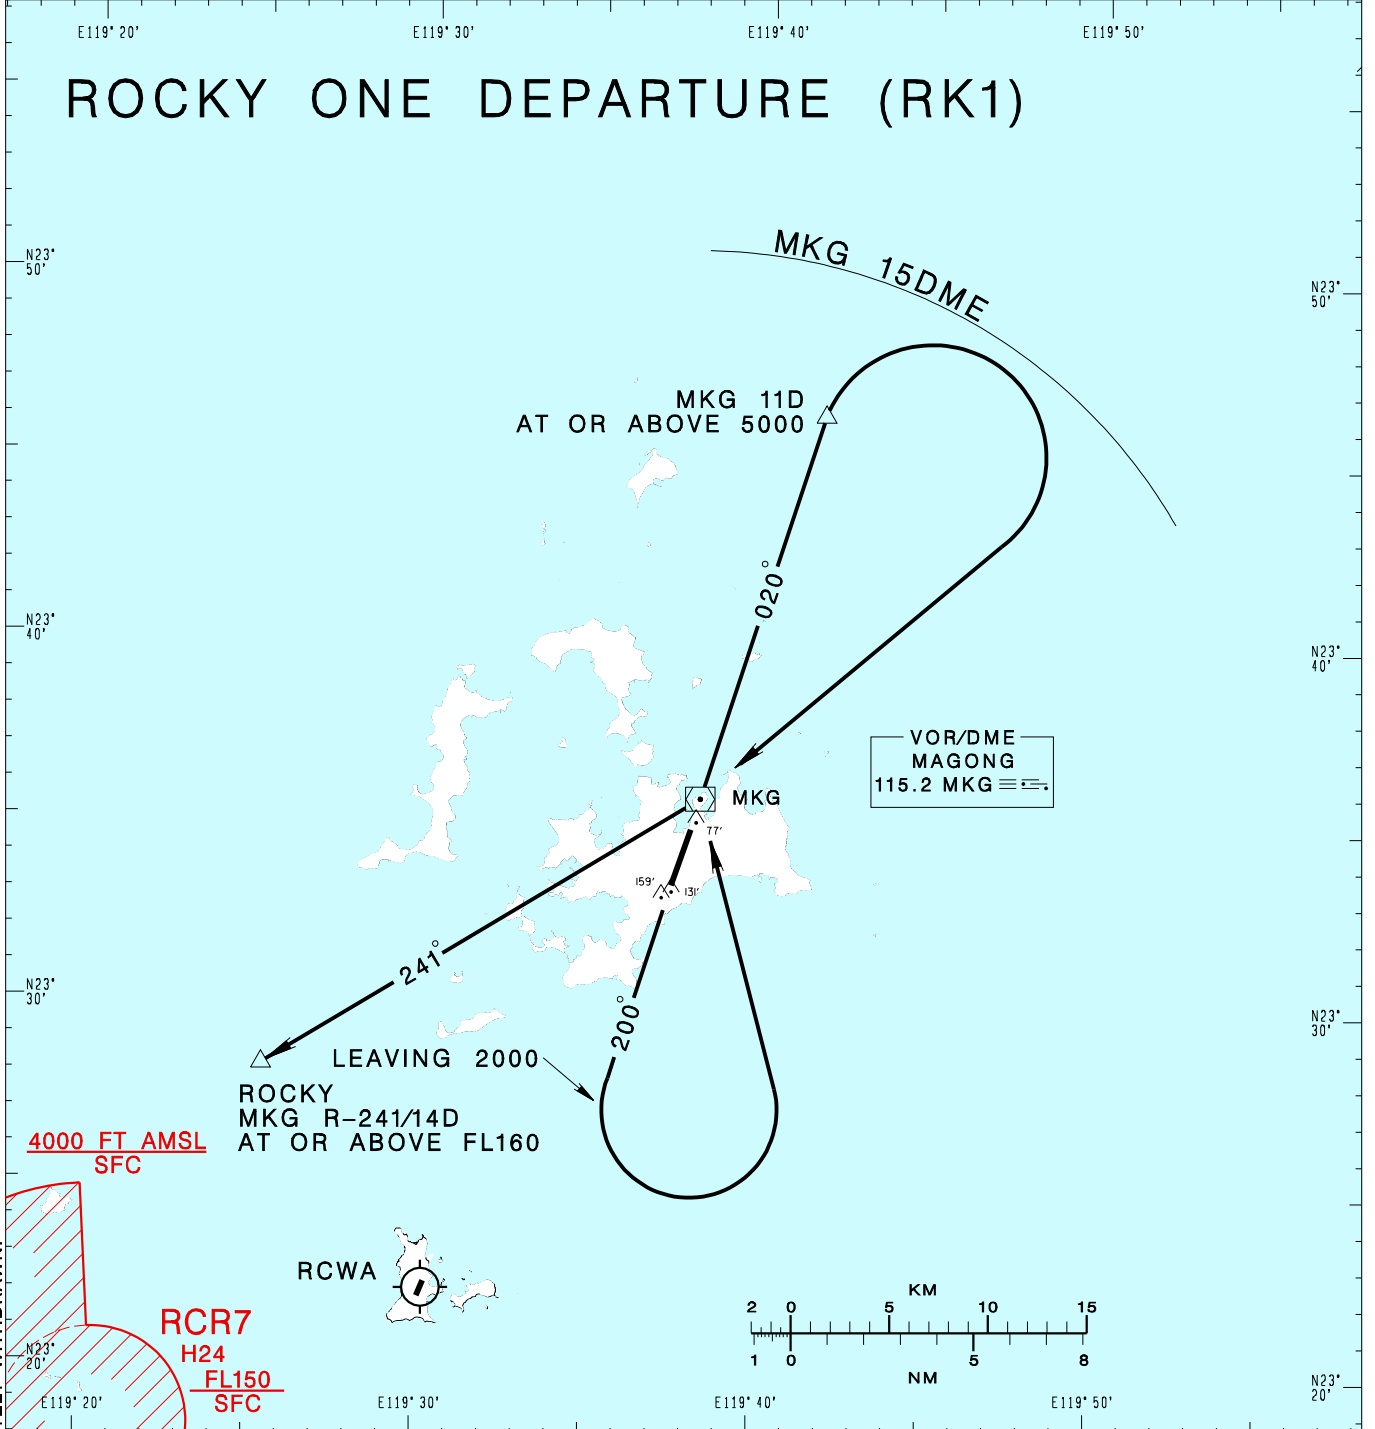 E119° 20' E119° 30' E119° 40' E119° 50'
ROCKY ONE DEPARTURE (RK1)
MKG 15DME
N23°
50'
N23°
50'
MKG 11D
AT OR ABOVE 5000
020°
N23°
40'
N23°
40'
VOR/DME
MAGONG
115.2 MKG
MKG
77'
159'
131'
241°
N23°
30'
200°
N23°
30'
LEAVING 2000
ROCKY
MKG R-241/14D
AT OR ABOVE FL160
4000 FT AMSL
SFC
RCWA
RCR7
H24
FL150
SFC
KM
2 0 5 10 15
1 0 5 8
NM
N23°
20'
N23°
20'
E119° 20' E119° 30' E119° 40' E119° 50'